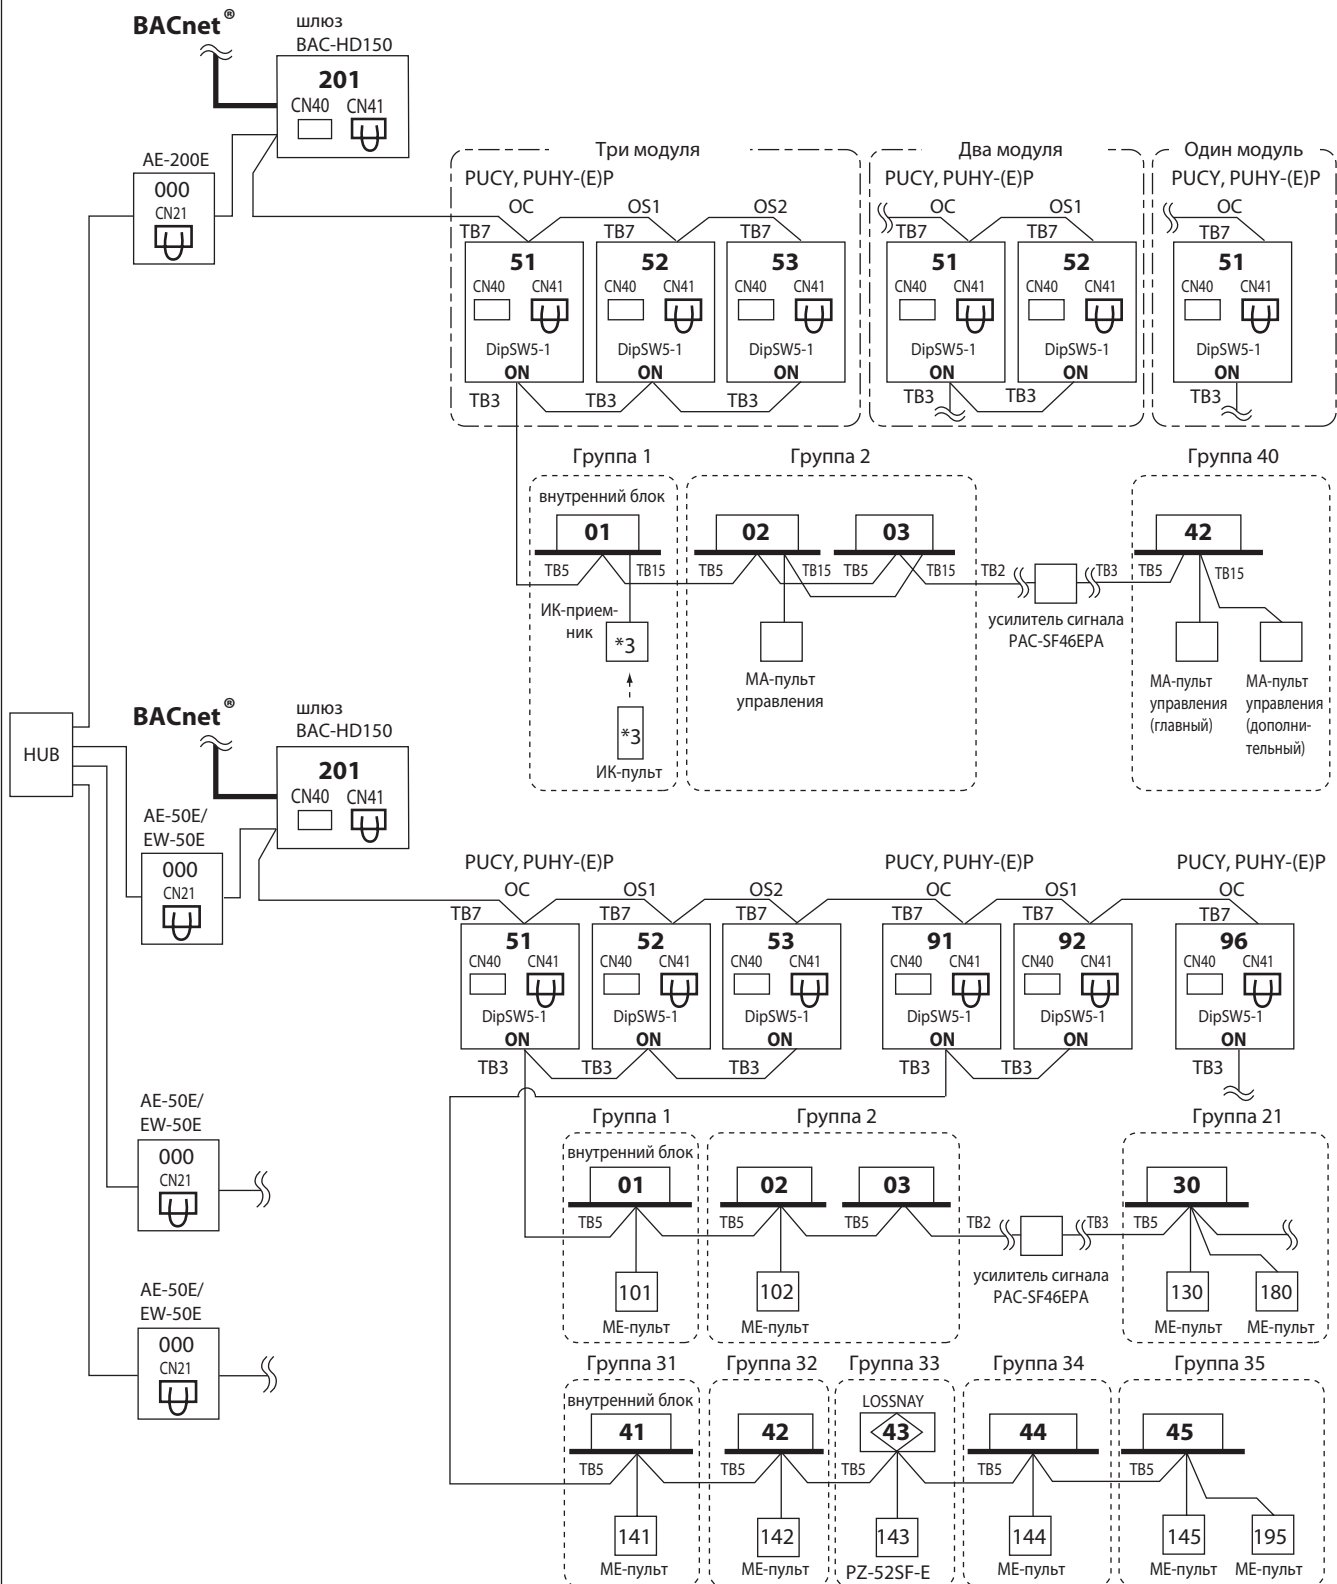 BACnet®
шлюз
BAC-HD150
201
CN40 CN41
AE-200E
000
CN21
Три модуля
PUCY, PUHY-(E)P
OC OS1 OS2
TB7 TB7 TB7
51 52 53
CN40 CN41 CN40 CN41 CN40 CN41
DipSW5-1 DipSW5-1 DipSW5-1
ON ON ON
TB3 TB3 TB3
Два модуля
PUCY, PUHY-(E)P
OC OS1
TB7 TB7
51 52
CN40 CN41 CN40 CN41
DipSW5-1 DipSW5-1
ON ON
TB3 TB3
Один модуль
PUCY, PUHY-(E)P
OC
TB7
51
CN40 CN41
DipSW5-1
ON
TB3
Группа 1
внутренний блок
01
TB5 TB15
ИК-прием-
ник
*3
*3
ИК-пульт
Группа 2
02 03
TB5 TB15 TB5 TB15
МА-пульт
управления
TB2 TB3
усилитель сигнала
PAC-SF46EPA
Группа 40
42
TB5 TB15
МА-пульт
управления
(главный)
МА-пульт
управления
(дополни-
тельный)
HUB
BACnet®
шлюз
BAC-HD150
201
CN40 CN41
AE-50E/
EW-50E
000
CN21
PUCY, PUHY-(E)P
OC OS1 OS2
TB7 TB7 TB7
51 52 53
CN40 CN41 CN40 CN41 CN40 CN41
DipSW5-1 DipSW5-1 DipSW5-1
ON ON ON
TB3 TB3 TB3
PUCY, PUHY-(E)P
OC OS1
TB7 TB7
91 92
CN40 CN41 CN40 CN41
DipSW5-1 DipSW5-1
ON ON
TB3 TB3
PUCY, PUHY-(E)P
OC
TB7
96
CN40 CN41
DipSW5-1
ON
TB3
AE-50E/
EW-50E
000
CN21
Группа 1
внутренний блок
01
TB5
101
МЕ-пульт
Группа 2
02 03
TB5 TB5
102
МЕ-пульт
TB2 TB3
усилитель сигнала
PAC-SF46EPA
Группа 21
30
TB5
130 180
МЕ-пульт МЕ-пульт
AE-50E/
EW-50E
000
CN21
Группа 31
внутренний блок
41
TB5
141
МЕ-пульт
Группа 32
42
TB5
142
МЕ-пульт
Группа 33
LOSSNAY
43
TB5
143
PZ-52SF-E
Группа 34
44
TB5
144
МЕ-пульт
Группа 35
45
TB5
145 195
МЕ-пульт МЕ-пульт